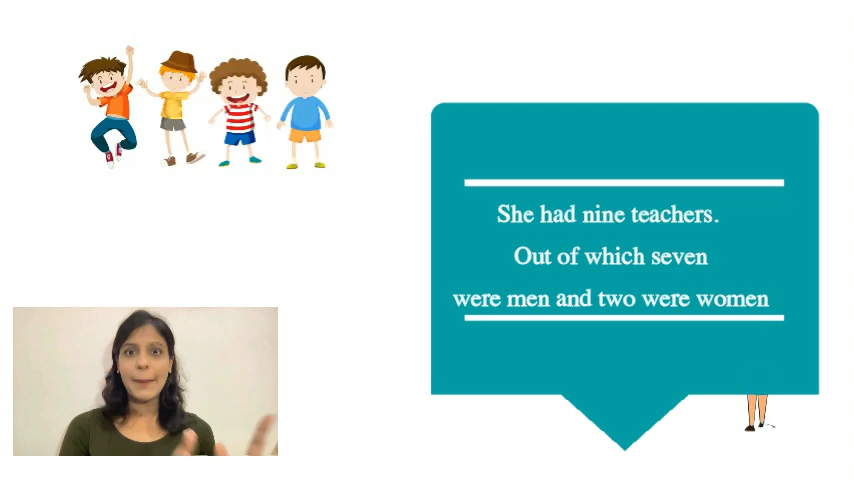 She had nine teachers.
Out of which seven
were men and two were women